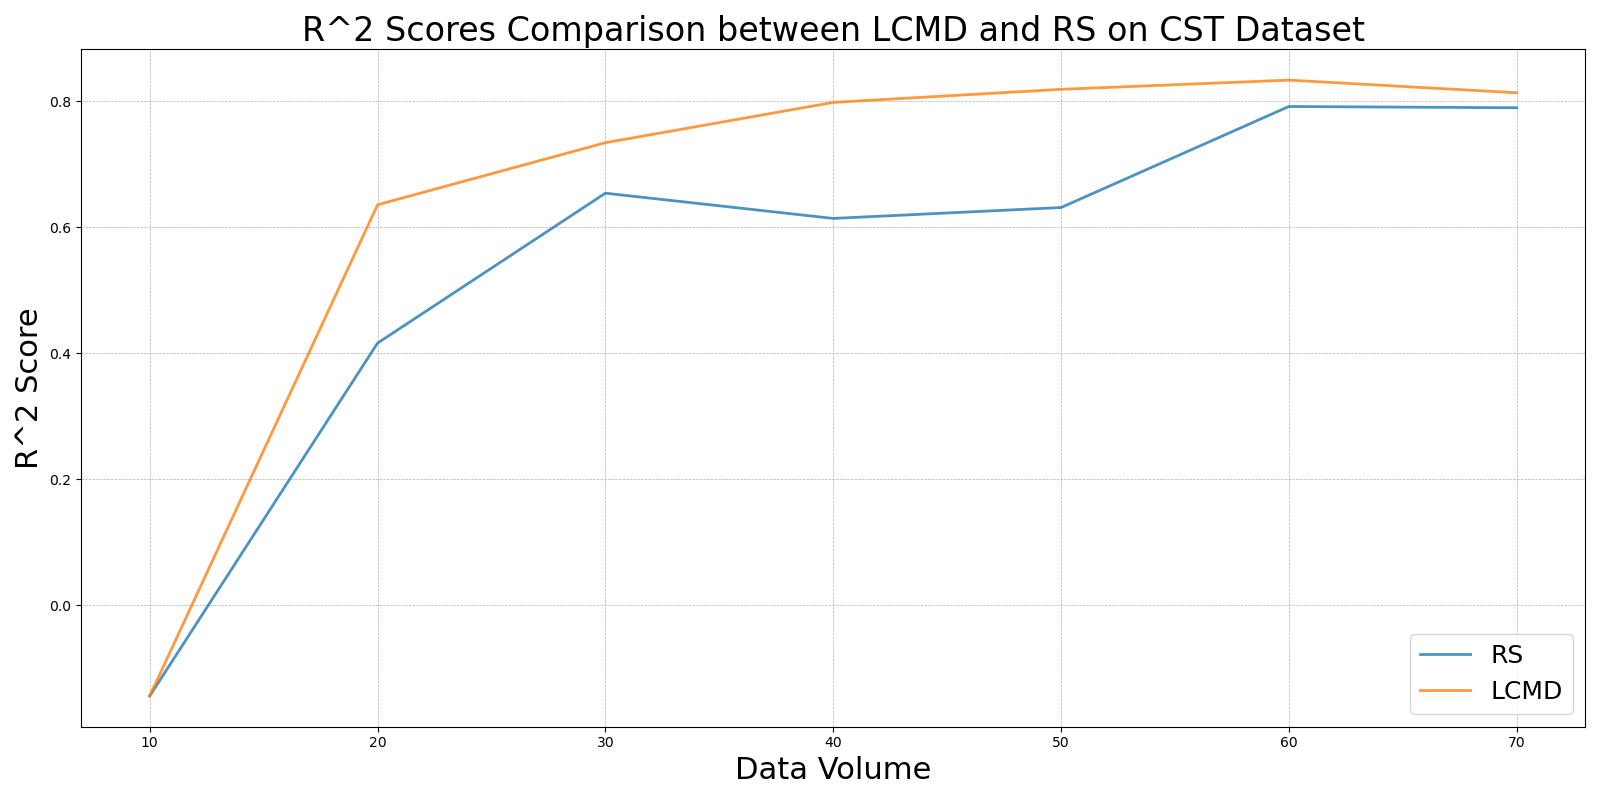 R^2 Scores Comparison between LCMD and RS on CST Dataset
R^2 Score
0.8
0.6
0.4
0.2
0.0
10 20 30 40 50 60 70
Data Volume
RS
LCMD